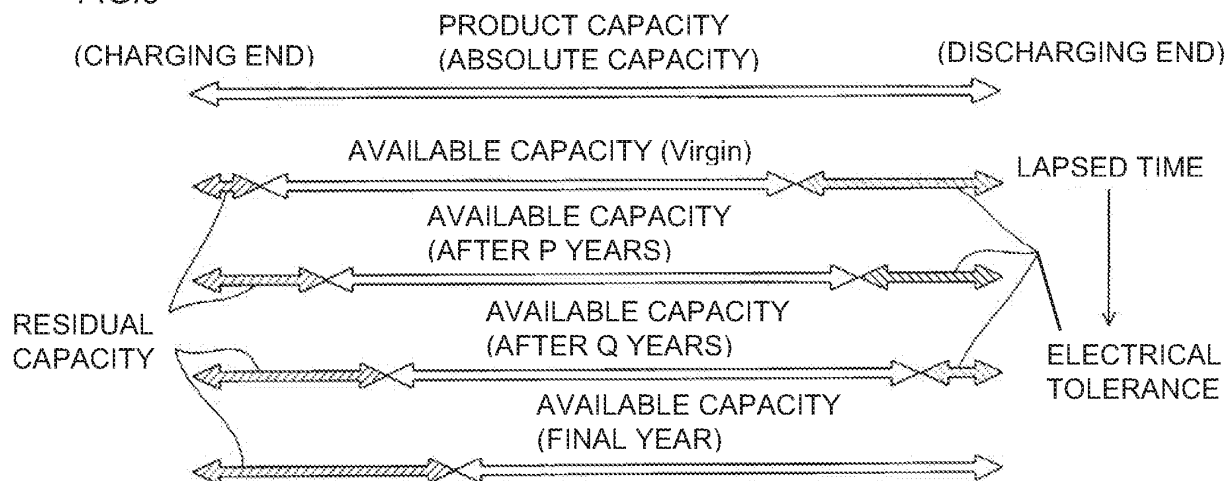 PRODUCT CAPACITY
(CHARGING END)
(ABSOLUTE CAPACITY)
(DISCHARGING END)
AVAILABLE CAPACITY (Virgin)
LAPSED TIME
AVAILABLE CAPACITY
(AFTER P YEARS)
RESIDUAL
CAPACITY
AVAILABLE CAPACITY
(AFTER Q YEARS)
ELECTRICAL
TOLERANCE
AVAILABLE CAPACITY
(FINAL YEAR)